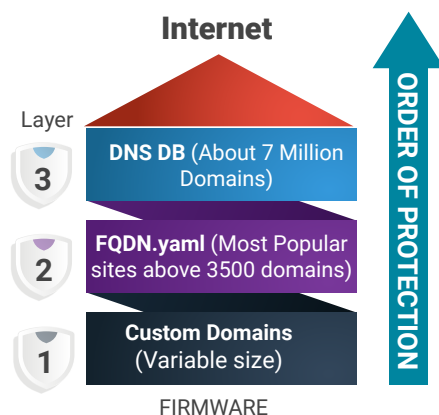 Internet
Layer
3
DNS DB (About 7 Million
Domains)
2
FQDN.yaml (Most Popular
sites above 3500 domains)
1
Custom Domains
(Variable size)
FIRMWARE
ORDER OF PROTECTION